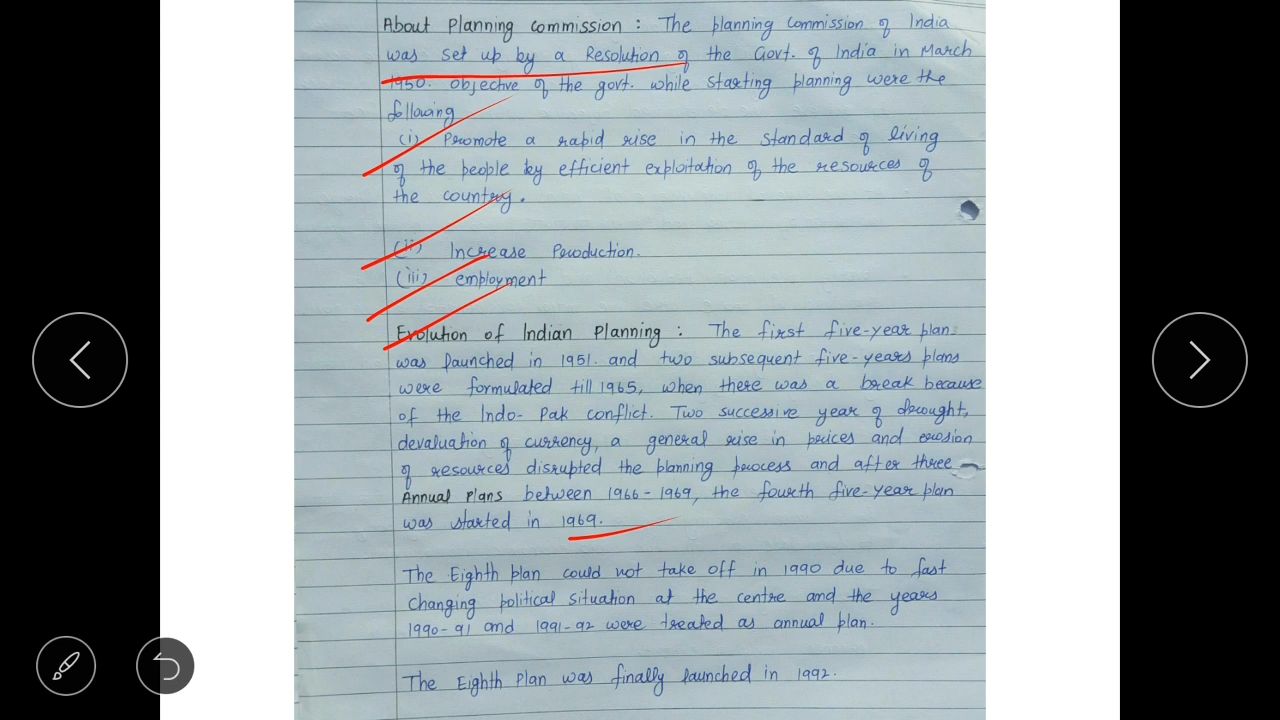 About Planning commission : The planning Commission of India
was set up by a Resolution of the Govt. of India in March
1950. objective of the govt. while starting planning were the
following
(i) Promote a rapid rise in the standard of living
of the people by efficient exploitation of the resources of
the country.
(ii) Increase Production.
(iii) employment
Evolution of Indian Planning : The first five-year plan
was launched in 1951. and two subsequent five-years plans
were formulated till 1965, when there was a break because
of the Indo-Pak conflict. Two successive year of drought,
devaluation of currency, a general rise in prices and erosion
of resources disrupted the planning process and after three
Annual Plans between 1966-1969, the fourth five-year plan
was started in 1969.
The Eighth plan could not take off in 1990 due to fast
changing political situation at the centre and the years
1990-91 and 1991-92 were treated as annual plan.
The Eighth Plan was finally launched in 1992.